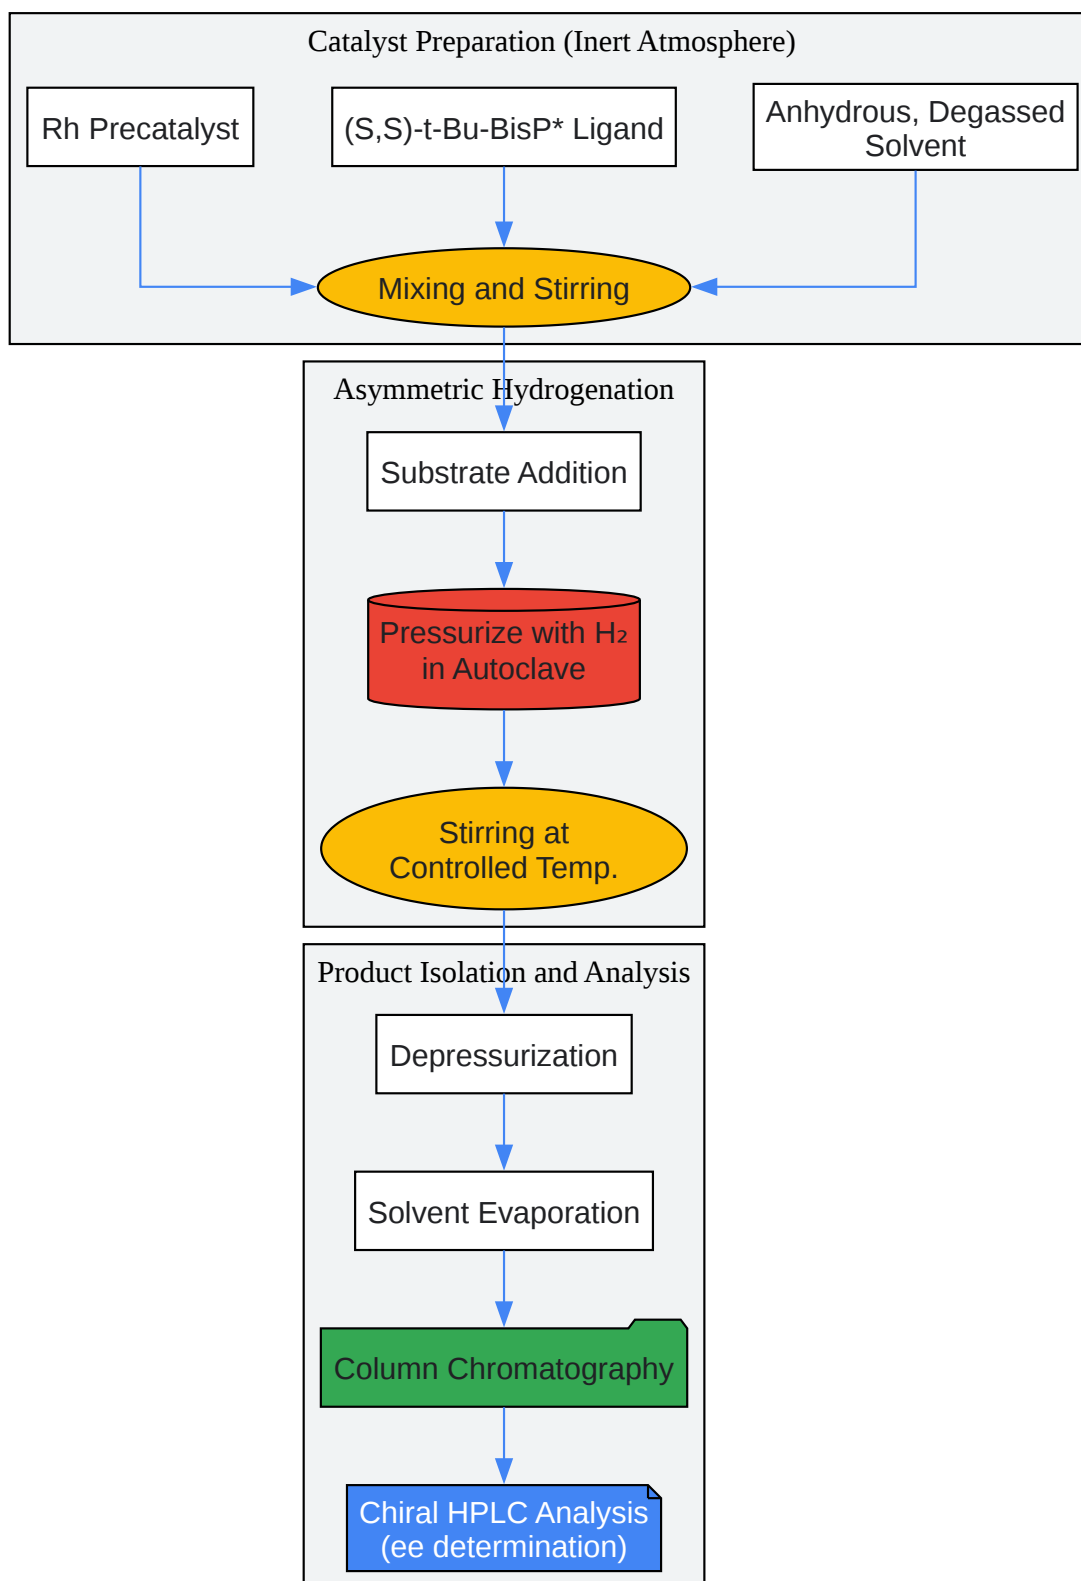 Catalyst Preparation (Inert Atmosphere)
Rh Precatalyst
(S,S)-t-Bu-BisP* Ligand
Anhydrous, Degassed
Solvent
Mixing and Stirring
Asymmetric Hydrogenation
Substrate Addition
Pressurize with H₂
in Autoclave
Stirring at
Controlled Temp.
Product Isolation and Analysis
Depressurization
Solvent Evaporation
Column Chromatography
Chiral HPLC Analysis
(ee determination)